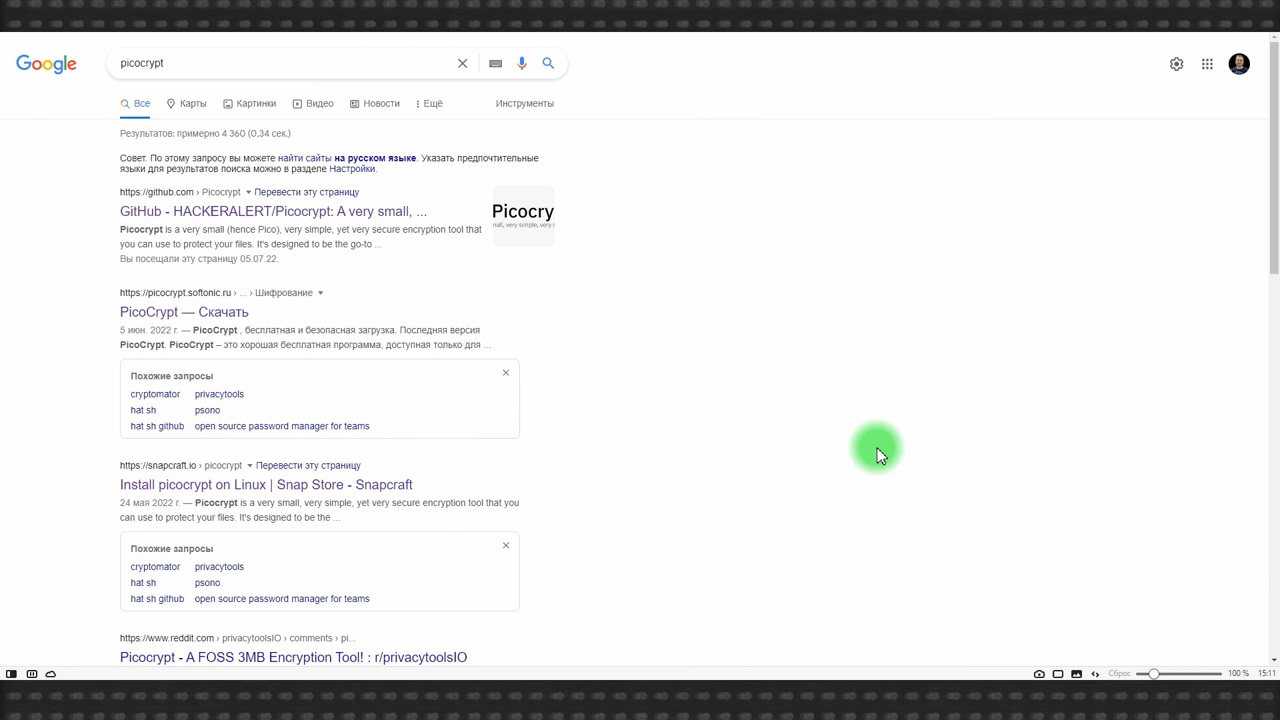 Google
picocrypt
Все Карты Картинки Видео Новости Ещё Инструменты
Результатов: примерно 4 360 (0,34 сек.)
Совет. По этому запросу вы можете найти сайты на русском языке. Указать предпочтительные
языки для результатов поиска можно в разделе Настройки.
https://github.com › Picocrypt Перевести эту страницу
GitHub - HACKERALERT/Picocrypt: A very small, ...
Picocrypt is a very small (hence Pico), very simple, yet very secure encryption tool that
you can use to protect your files. It's designed to be the go-to ...
Вы посещали эту страницу 05.07.22.
Picocry
nall, very simple, very s
https://picocrypt.softonic.ru › ... › Шифрование
PicoCrypt — Скачать
5 июн. 2022 г. — PicoCrypt , бесплатная и безопасная загрузка. Последняя версия
PicoCrypt. PicoCrypt – это хорошая бесплатная программа, доступная только для ...
Похожие запросы
cryptomator privacytools
hat sh psono
hat sh github open source password manager for teams
https://snapcraft.io › picocrypt Перевести эту страницу
Install picocrypt on Linux | Snap Store - Snapcraft
24 мая 2022 г. — Picocrypt is a very small, very simple, yet very secure encryption tool that you
can use to protect your files. It's designed to be the ...
Похожие запросы
cryptomator privacytools
hat sh psono
hat sh github open source password manager for teams
https://www.reddit.com › privacytoolsIO › comments › pi...
Picocrypt - A FOSS 3MB Encryption Tool! : r/privacytoolsIO
Сброс 100 % 15:11